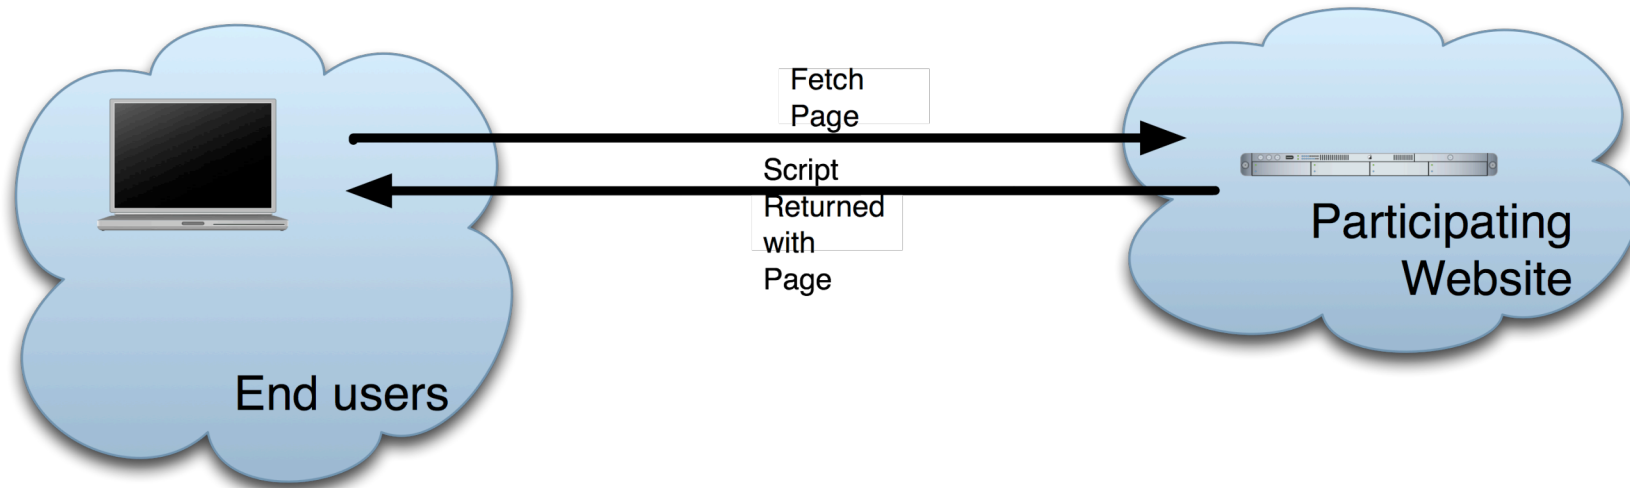 Fetch
Page
Script
Returned
with
Page
Participating
Website
End users